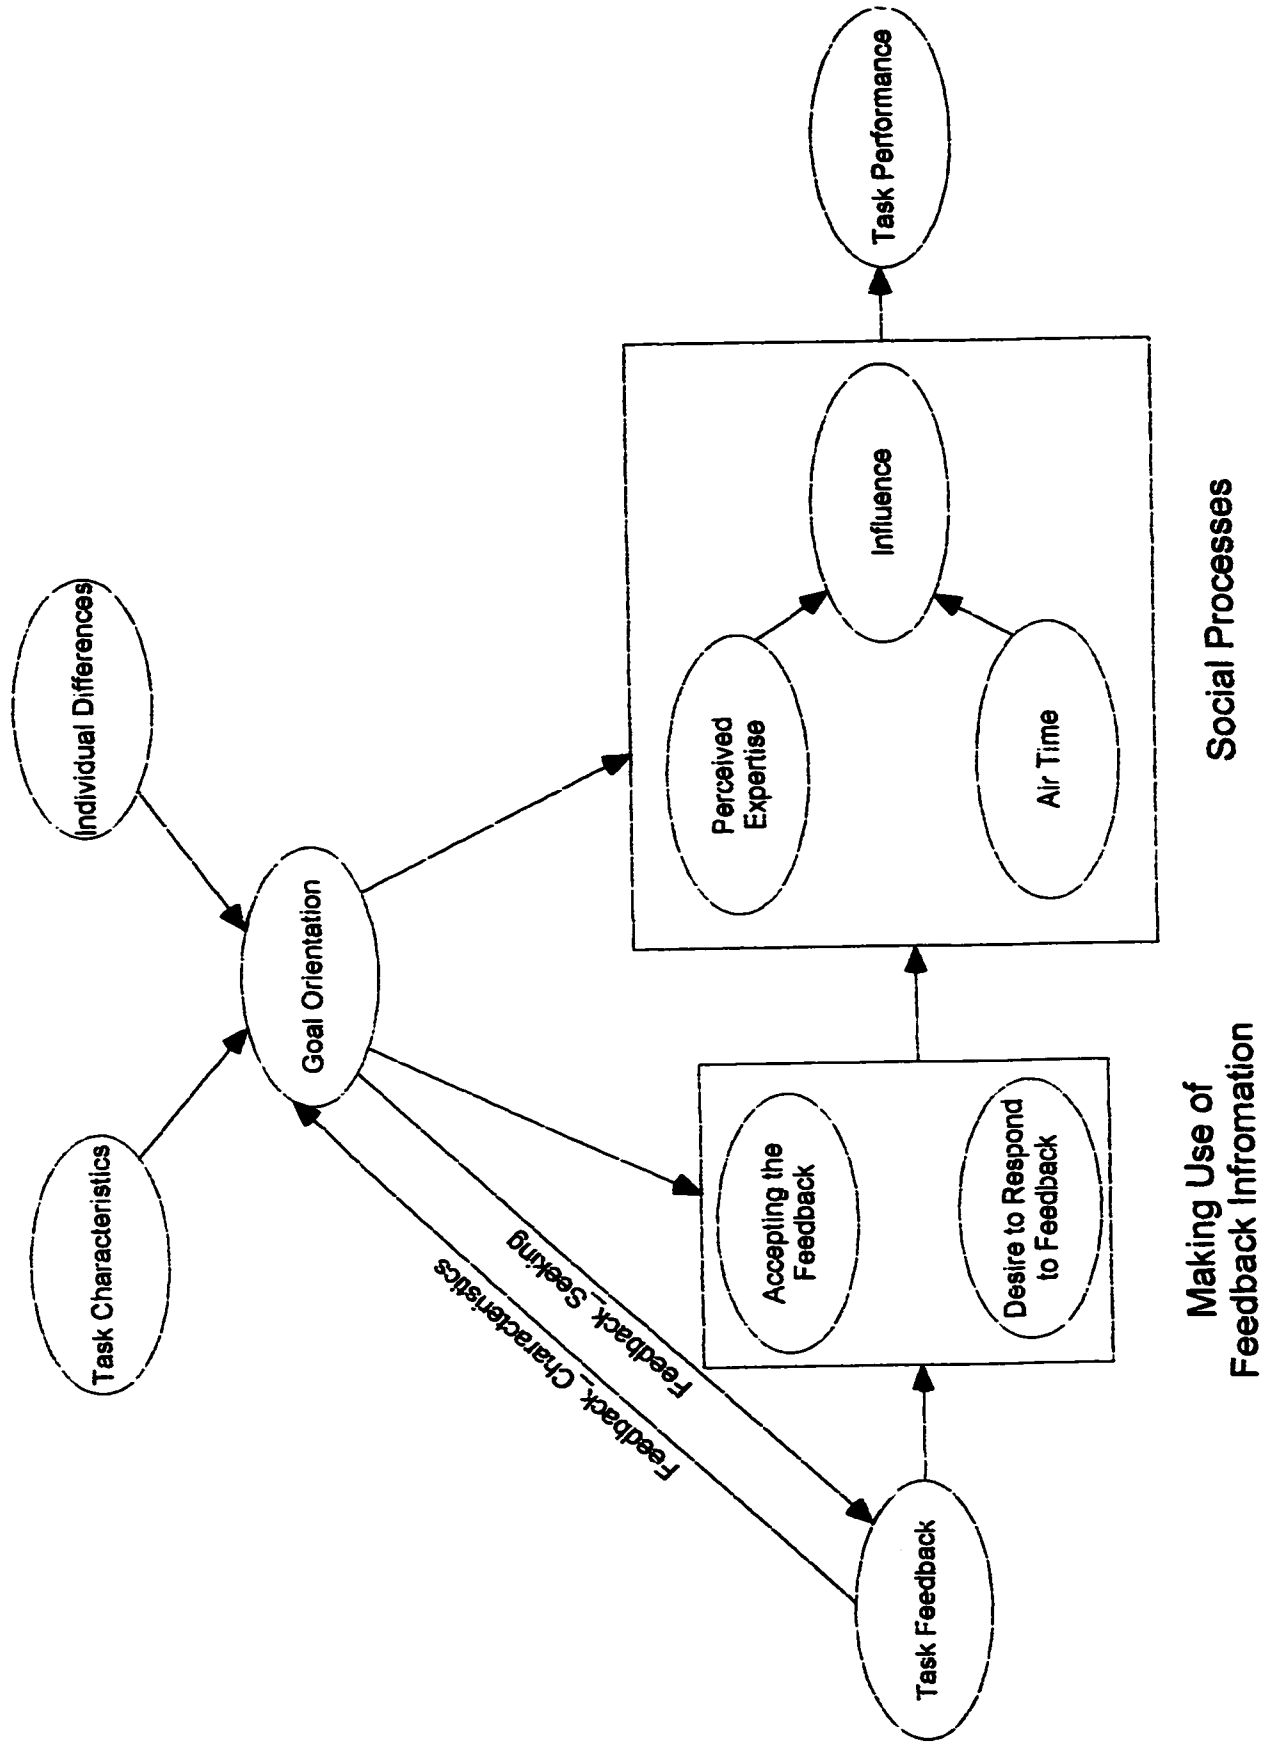 Task Characteristics
Individual Differences
Goal Orientation
Feedback_Characteristics
Feedback_Seeking
Task Feedback
Accepting the
Feedback
Desire to Respond
to Feedback
Perceived
Expertise
Air Time
Influence
Task Performance
Making Use of
Feedback Infromation
Social Processes